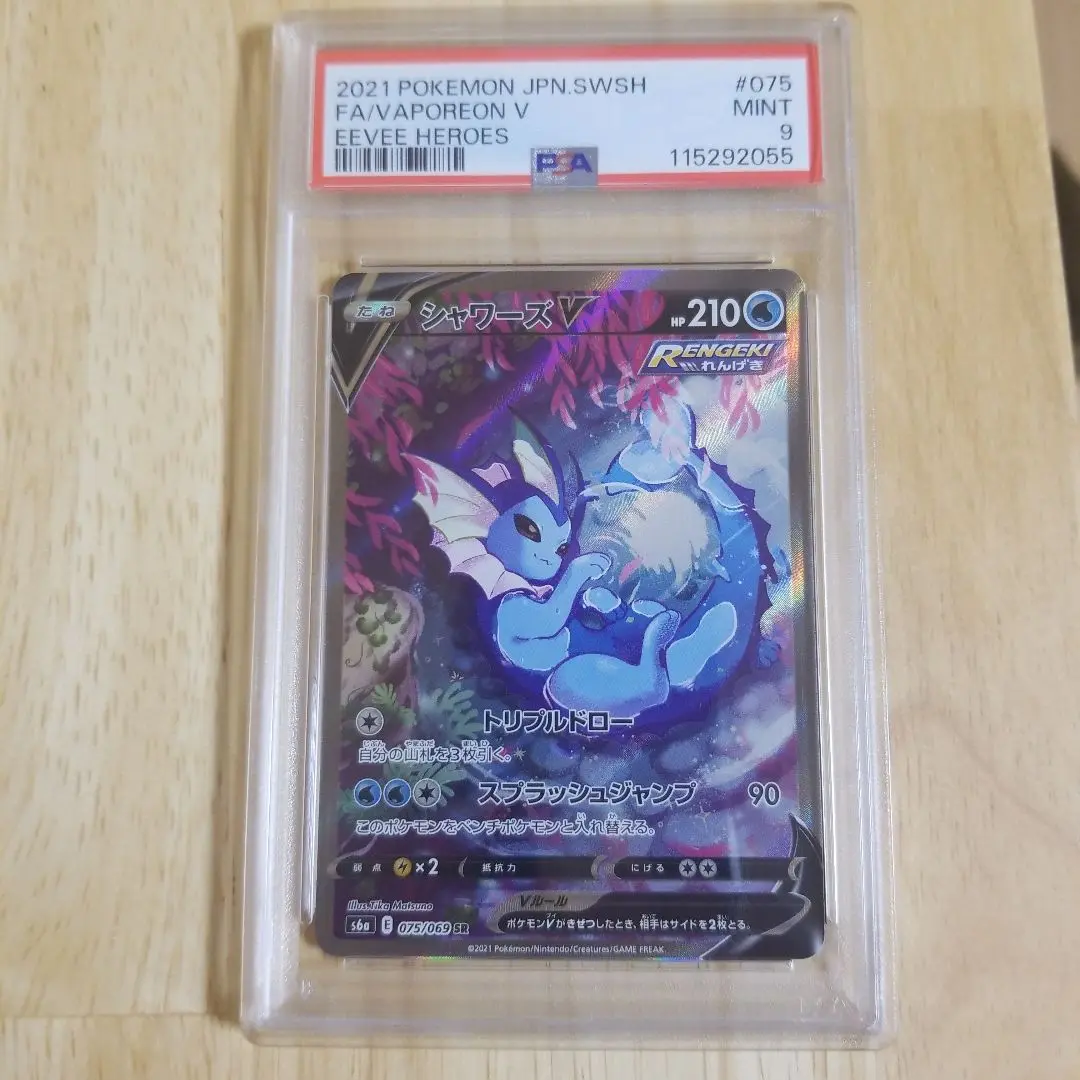 2021 POKEMON JPN.SWSH #075
FA/VAPOREON V MINT
EEVEE HEROES 9
PSA 115292055
たね シャワーズV HP 210
RENGEKI
れんげき
トリプルドロー
自分の山札を3枚引く。
スプラッシュジャンプ 90
このポケモンをベンチポケモンと入れ替える。
弱点 ×2 抵抗力 にげる
Illus. Tika Matsuno
Vルール
s6a E 075/069 SR ポケモンVがきぜつしたとき、相手はサイドを2枚とる。
©2021 Pokémon/Nintendo/Creatures/GAME FREAK.